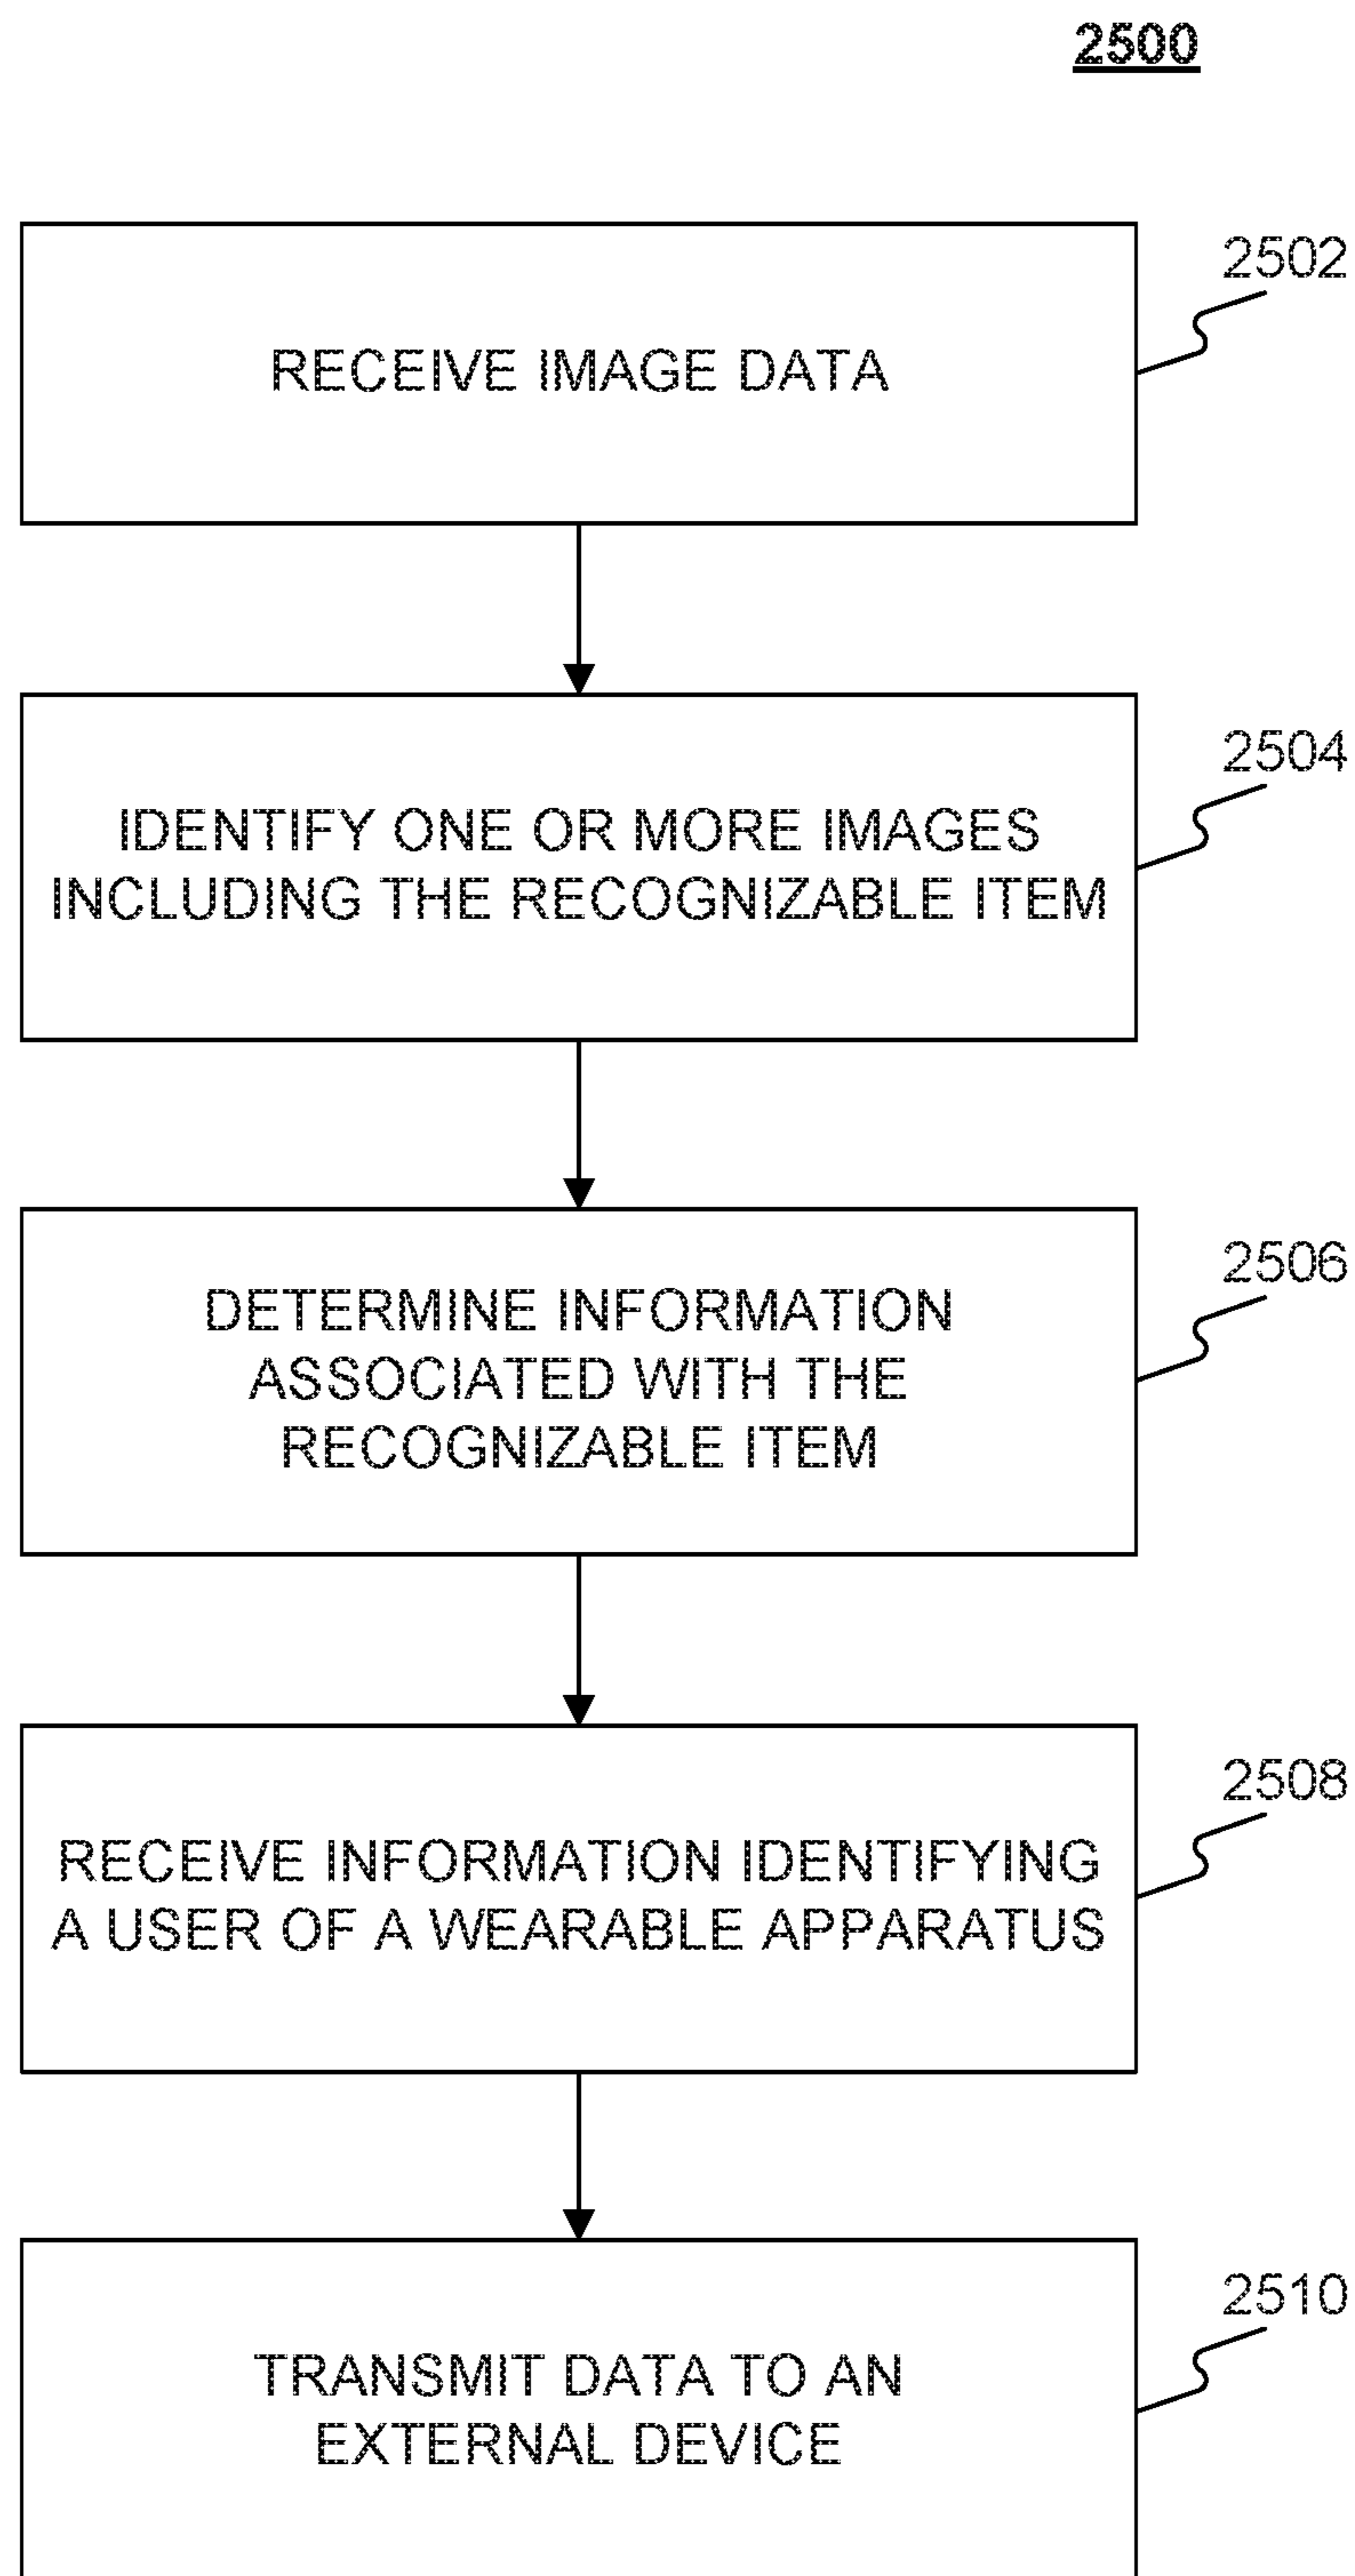 2500
2502
RECEIVE IMAGE DATA
2504
IDENTIFY ONE OR MORE IMAGES
INCLUDING THE RECOGNIZABLE ITEM
2506
DETERMINE INFORMATION
ASSOCIATED WITH THE
RECOGNIZABLE ITEM
2508
RECEIVE INFORMATION IDENTIFYING
A USER OF A WEARABLE APPARATUS
2510
TRANSMIT DATA TO AN
EXTERNAL DEVICE